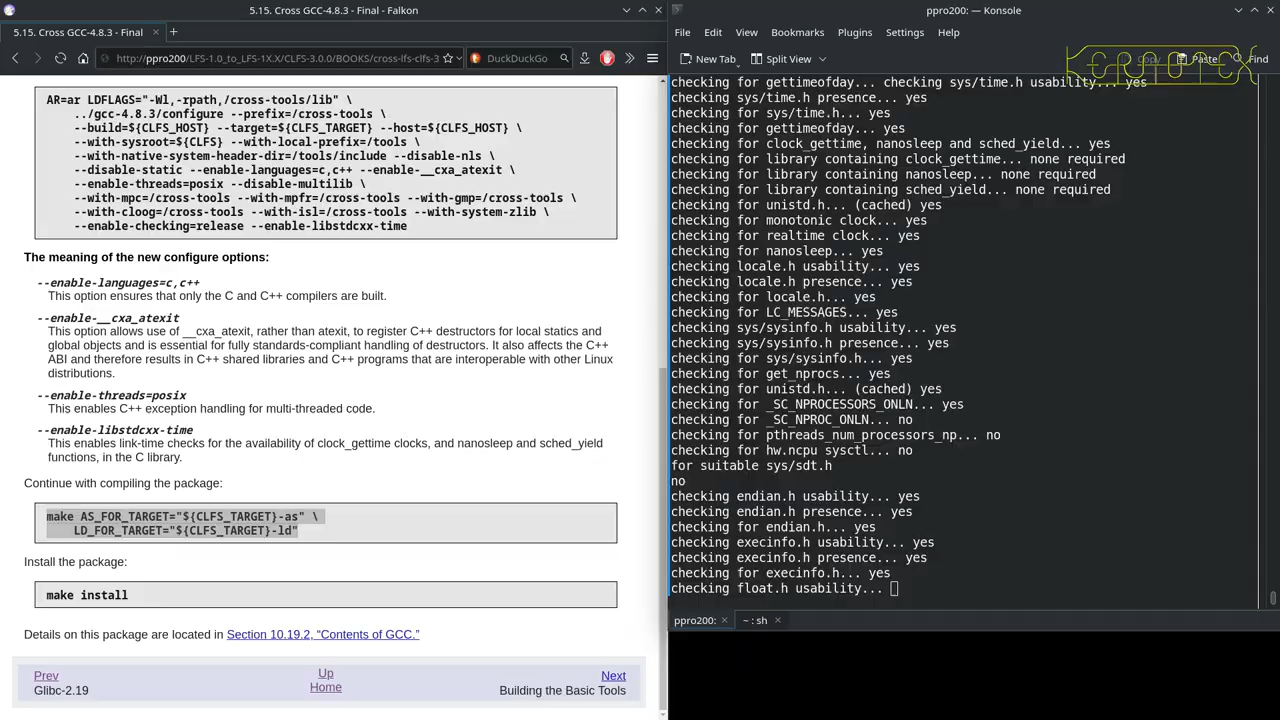 5.15. Cross GCC-4.8.3 - Final - Falkon
5.15. Cross GCC-4.8.3 - Final
http://ppro200/LFS-1.0_to_LFS-1X.X/CLFS-3.0.0/BOOKS/cross-lfs-clfs-3
DuckDuckGo
AR=ar LDFLAGS="-Wl,-rpath,/cross-tools/lib" \
../gcc-4.8.3/configure --prefix=/cross-tools \
--build=${CLFS_HOST} --target=${CLFS_TARGET} --host=${CLFS_HOST} \
--with-sysroot=${CLFS} --with-local-prefix=/tools \
--with-native-system-header-dir=/tools/include --disable-nls \
--disable-static --enable-languages=c,c++ --enable-__cxa_atexit \
--enable-threads=posix --disable-multilib \
--with-mpc=/cross-tools --with-mpfr=/cross-tools --with-gmp=/cross-tools \
--with-cloog=/cross-tools --with-isl=/cross-tools --with-system-zlib \
--enable-checking=release --enable-libstdcxx-time
The meaning of the new configure options:
--enable-languages=c,c++
This option ensures that only the C and C++ compilers are built.
--enable-__cxa_atexit
This option allows use of __cxa_atexit, rather than atexit, to register C++ destructors for local statics and
global objects and is essential for fully standards-compliant handling of destructors. It also affects the C++
ABI and therefore results in C++ shared libraries and C++ programs that are interoperable with other Linux
distributions.
--enable-threads=posix
This enables C++ exception handling for multi-threaded code.
--enable-libstdcxx-time
This enables link-time checks for the availability of clock_gettime clocks, and nanosleep and sched_yield
functions, in the C library.
Continue with compiling the package:
make AS_FOR_TARGET="${CLFS_TARGET}-as" \
LD_FOR_TARGET="${CLFS_TARGET}-ld"
Install the package:
make install
Details on this package are located in Section 10.19.2, “Contents of GCC.”
Prev
Glibc-2.19
Up
Home
Next
Building the Basic Tools
ppro200: — Konsole
File Edit View Bookmarks Plugins Settings Help
New Tab Split View Copy Paste Find
checking for gettimeofday... checking sys/time.h usability... yes
checking sys/time.h presence... yes
checking for sys/time.h... yes
checking for gettimeofday... yes
checking for clock_gettime, nanosleep and sched_yield... yes
checking for library containing clock_gettime... none required
checking for library containing nanosleep... none required
checking for library containing sched_yield... none required
checking for unistd.h... (cached) yes
checking for monotonic clock... yes
checking for realtime clock... yes
checking for nanosleep... yes
checking locale.h usability... yes
checking locale.h presence... yes
checking for locale.h... yes
checking for LC_MESSAGES... yes
checking sys/sysinfo.h usability... yes
checking sys/sysinfo.h presence... yes
checking for sys/sysinfo.h... yes
checking for get_nprocs... yes
checking for unistd.h... (cached) yes
checking for _SC_NPROCESSORS_ONLN... yes
checking for _SC_NPROC_ONLN... no
checking for pthreads_num_processors_np... no
checking for hw.ncpu sysctl... no
for suitable sys/sdt.h
no
checking endian.h usability... yes
checking endian.h presence... yes
checking for endian.h... yes
checking execinfo.h usability... yes
checking execinfo.h presence... yes
checking for execinfo.h... yes
checking float.h usability...
ppro200:
~ : sh